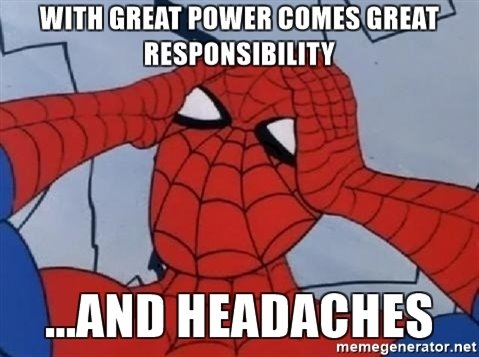 WITH GREAT POWER COMES GREAT
RESPONSIBILITY
...AND HEADACHES
memegenerator.net